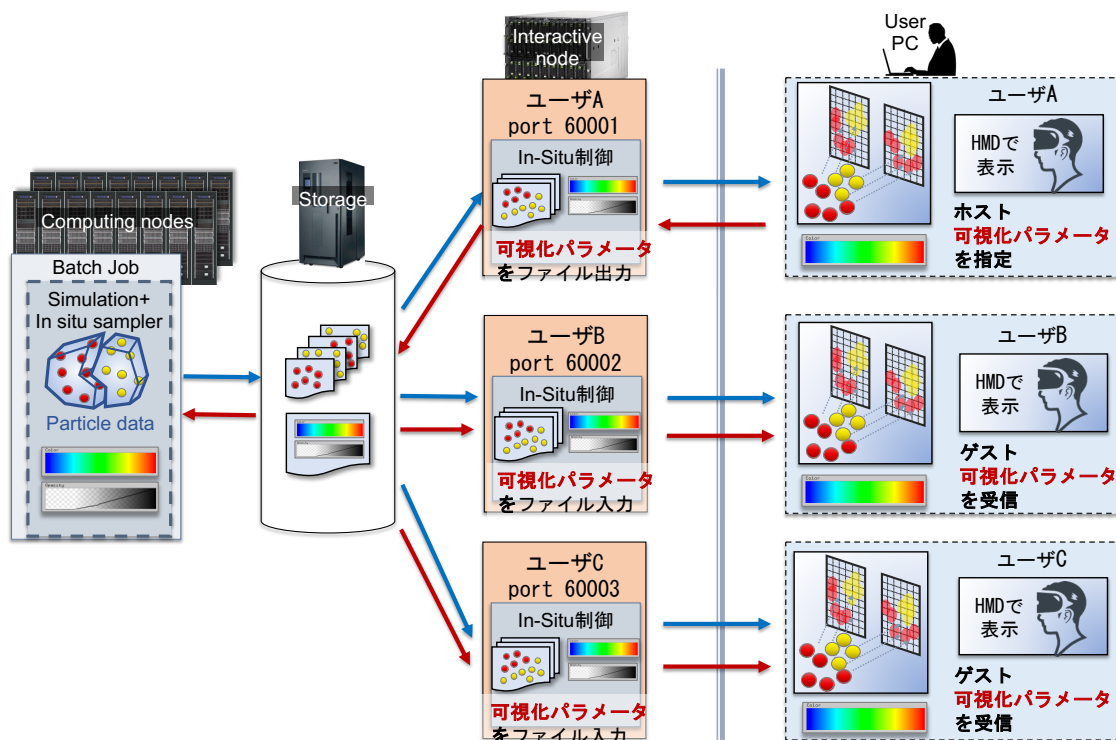 Interactive
node
User
PC
Computing nodes
Storage
Batch Job
Simulation+
In situ sampler
Particle data
Color
Opacity
ユーザA
port 60001
In-Situ制御
可視化パラメータ
をファイル出力
ユーザA
HMDで
表示
ホスト
可視化パラメータ
を指定
Color
ユーザB
port 60002
In-Situ制御
可視化パラメータ
をファイル入力
ユーザB
HMDで
表示
ゲスト
可視化パラメータ
を受信
Color
ユーザC
port 60003
In-Situ制御
可視化パラメータ
をファイル入力
ユーザC
HMDで
表示
ゲスト
可視化パラメータ
を受信
Color